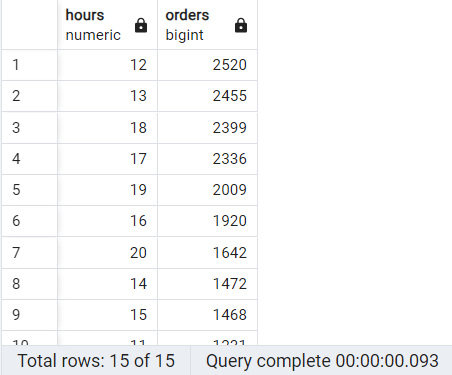 hours orders
numeric bigint
1 12 2520
2 13 2455
3 18 2399
4 17 2336
5 19 2009
6 16 1920
7 20 1642
8 14 1472
9 15 1468
10 11
Total rows: 15 of 15 Query complete 00:00:00.093